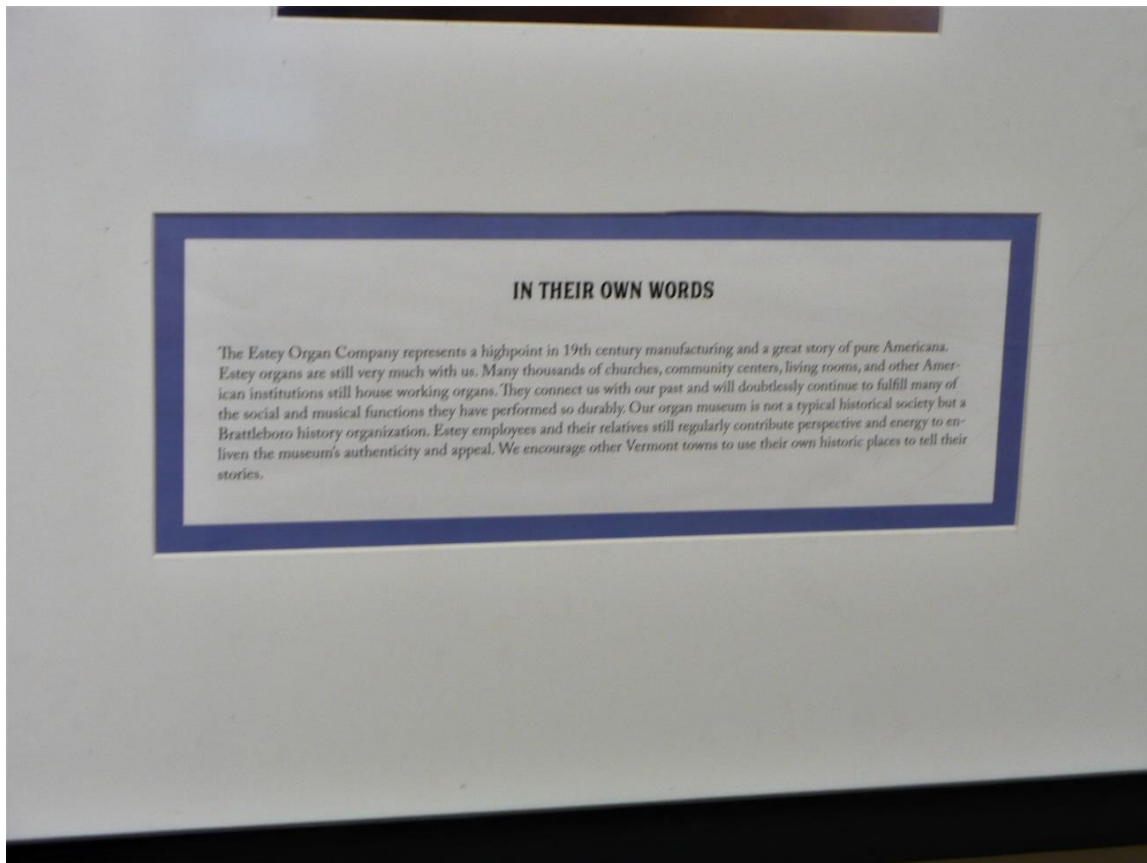 IN THEIR OWN WORDS
The Estey Organ Company represents a highpoint in 19th century manufacturing and a great story of pure Americana.
Estey organs are still very much with us. Many thousands of churches, community centers, living rooms, and other Amer-
ican institutions still house working organs. They connect us with our past and will doubtlessly continue to fulfill many of
the social and musical functions they have performed so durably. Our organ museum is not a typical historical society but a
Brattleboro history organization. Estey employees and their relatives still regularly contribute perspective and energy to en-
liven the museum's authenticity and appeal. We encourage other Vermont towns to use their own historic places to tell their
stories.